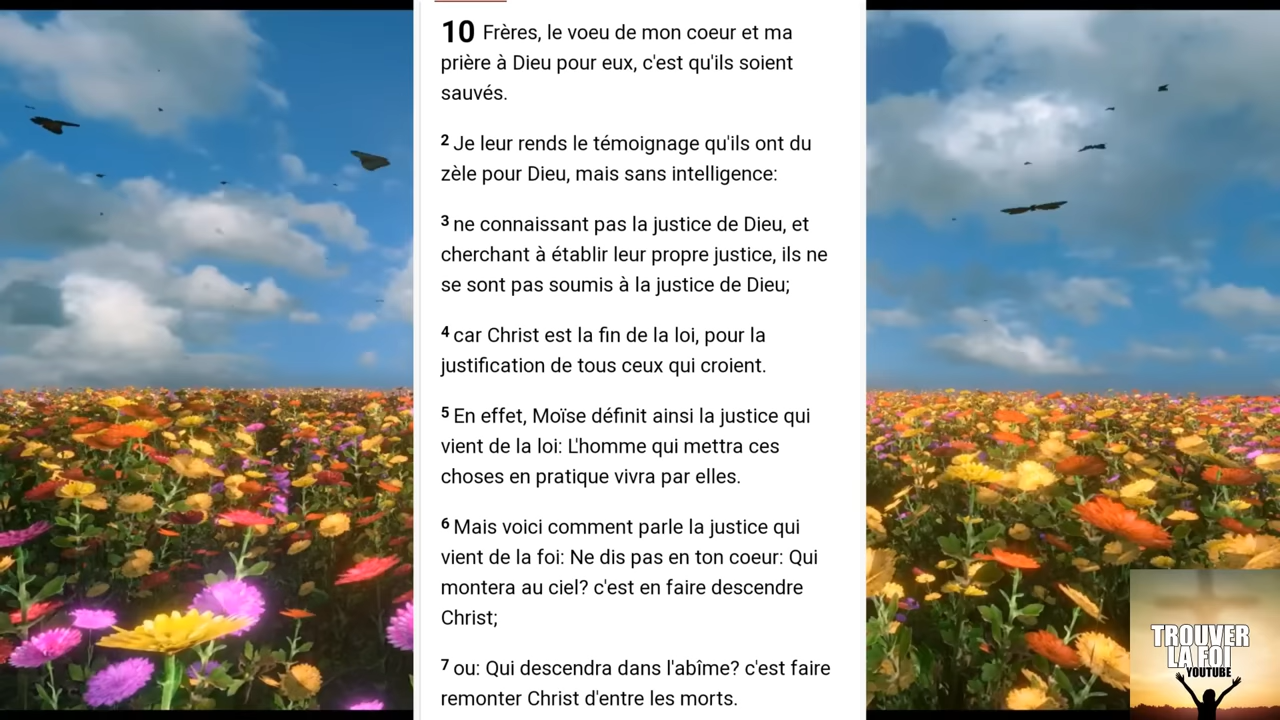 10 Frères, le voeu de mon coeur et ma
prière à Dieu pour eux, c'est qu'ils soient
sauvés.
2 Je leur rends le témoignage qu'ils ont du
zèle pour Dieu, mais sans intelligence:
3 ne connaissant pas la justice de Dieu, et
cherchant à établir leur propre justice, ils ne
se sont pas soumis à la justice de Dieu;
4 car Christ est la fin de la loi, pour la
justification de tous ceux qui croient.
5 En effet, Moïse définit ainsi la justice qui
vient de la loi: L'homme qui mettra ces
choses en pratique vivra par elles.
6 Mais voici comment parle la justice qui
vient de la foi: Ne dis pas en ton coeur: Qui
montera au ciel? c'est en faire descendre
Christ;
7 ou: Qui descendra dans l'abîme? c'est faire
remonter Christ d'entre les morts.
TROUVER
LA FOI
YOUTUBE